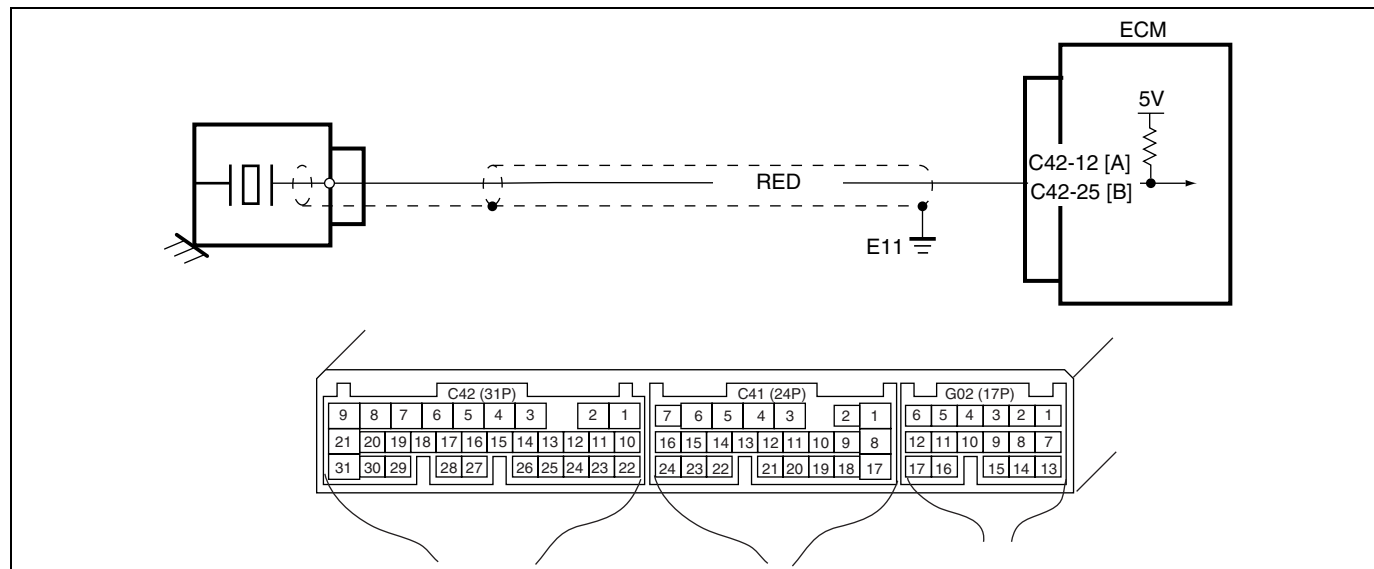 ECM
5V
C42-12 [A]
RED
C42-25 [B]
E11
C42 (31P) C41 (24P) G02 (17P)
9 8 7 6 5 4 3 2 1 7 6 5 4 3 2 1 6 5 4 3 2 1
21 20 19 18 17 16 15 14 13 12 11 10 16 15 14 13 12 11 10 9 8 12 11 10 9 8 7
31 30 29 28 27 26 25 24 23 22 24 23 22 21 20 19 18 17 17 16 15 14 13